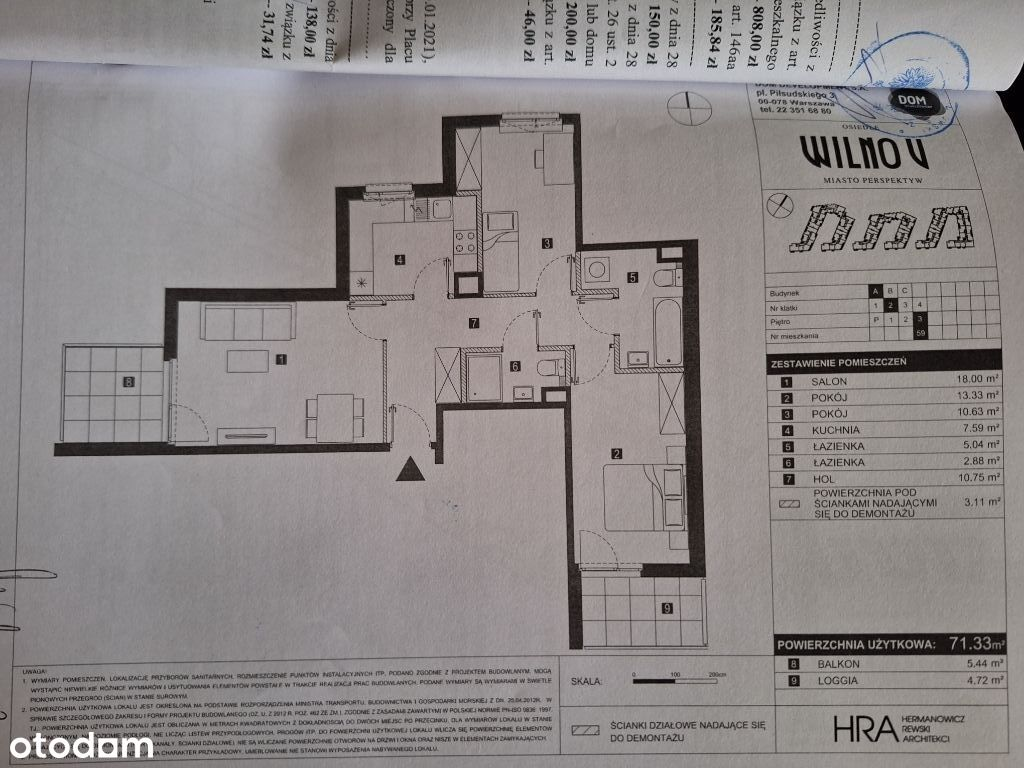 edliwości z
ązku z art.
eszkalnego
808,00 zł
art. 146aa
– 185,84 zł
z dnia 28
150,00 zł
z dnia 28
26 ust. 2
lub domu
200,00 zł
ku z art.
– 46,00 zł
.01.2021),
orzy Placu
czony dla
– 138,00 zł
ości z dnia
związku z
– 31,74 zł
DOM DEVELOPMENT S.A.
pl. Piłsudskiego 3
00-078 Warszawa
tel. 22 351 68 80
DOM
OSIEDLE
WILNO V
MIASTO PERSPEKTYW
Budynek A B C
Nr klatki 1 2 3 4
Piętro P 1 2 3
Nr mieszkania 59
ZESTAWIENIE POMIESZCZEŃ
1 SALON 18.00 m²
2 POKÓJ 13.33 m²
3 POKÓJ 10.63 m²
4 KUCHNIA 7.59 m²
5 ŁAZIENKA 5.04 m²
6 ŁAZIENKA 2.88 m²
7 HOL 10.75 m²
POWIERZCHNIA POD
ŚCIANKAMI NADAJĄCYMI 3.11 m²
SIĘ DO DEMONTAŻU
POWIERZCHNIA UŻYTKOWA: 71.33m²
8 BALKON 5.44 m²
9 LOGGIA 4.72 m²
HRA HERMANOWICZ
REWSKI
ARCHITEKCI
3
4
5
7
1
6
8
2
9
UWAGA:
1. WYMIARY POMIESZCZEŃ, LOKALIZACJĘ PRZYBORÓW SANITARNYCH, ROZMIESZCZENIE PUNKTÓW INSTALACYJNYCH ITP. PODANO ZGODNIE Z PROJEKTEM BUDOWLANYM. MOGĄ
WYSTĄPIĆ NIEWIELKIE RÓŻNICE WYMIARÓW I USYTUOWANIA ELEMENTÓW POWSTAŁE W TRAKCIE REALIZACJI PRAC BUDOWLANYCH. PODANE WYMIARY SĄ WYMIARAMI W ŚWIETLE
PIONOWYCH PRZEGRÓD (ŚCIAN) W STANIE SUROWYM.
2. POWIERZCHNIA UŻYTKOWA LOKALU JEST OKREŚLONA NA PODSTAWIE ROZPORZĄDZENIA MINISTRA TRANSPORTU, BUDOWNICTWA I GOSPODARKI MORSKIEJ Z DN. 25.04.2012R. W
SPRAWIE SZCZEGÓŁOWEGO ZAKRESU I FORMY PROJEKTU BUDOWLANEGO (DZ. U. Z 2012 R. POZ. 462 ZE ZM.), ZGODNIE Z ZASADAMI ZAWARTYMI W POLSKIEJ NORMIE PN-ISO 9836: 1997,
TJ. POWIERZCHNIA UŻYTKOWA LOKALU JEST OBLICZANA W METRACH KWADRATOWYCH Z DOKŁADNOŚCIĄ DO DWÓCH MIEJSC PO PRZECINKU, DLA WYMIARÓW LOKALU W STANIE
NIE LICZĄC LISTEW PRZYPODŁOGOWYCH, PROGÓW ITP. DO POWIERZCHNI UŻYTKOWEJ LOKALU WLICZA SIĘ POWIERZCHNIĘ ELEMENTÓW
KANAŁY, ŚCIANKI DZIAŁOWE). NIE SĄ WLICZANE POWIERZCHNIE OTWORÓW NA DRZWI I OKNA ORAZ NISZE W ELEMENTACH ZAMYKAJĄCYCH.
CHARAKTER PRZYKŁADOWY, UMEBLOWANIE NIE STANOWI WYPOSAŻENIA NABYWANEGO LOKALU.
SKALA: 0 100 200cm
ŚCIANKI DZIAŁOWE NADAJĄCE SIĘ
DO DEMONTAŻU
otodom